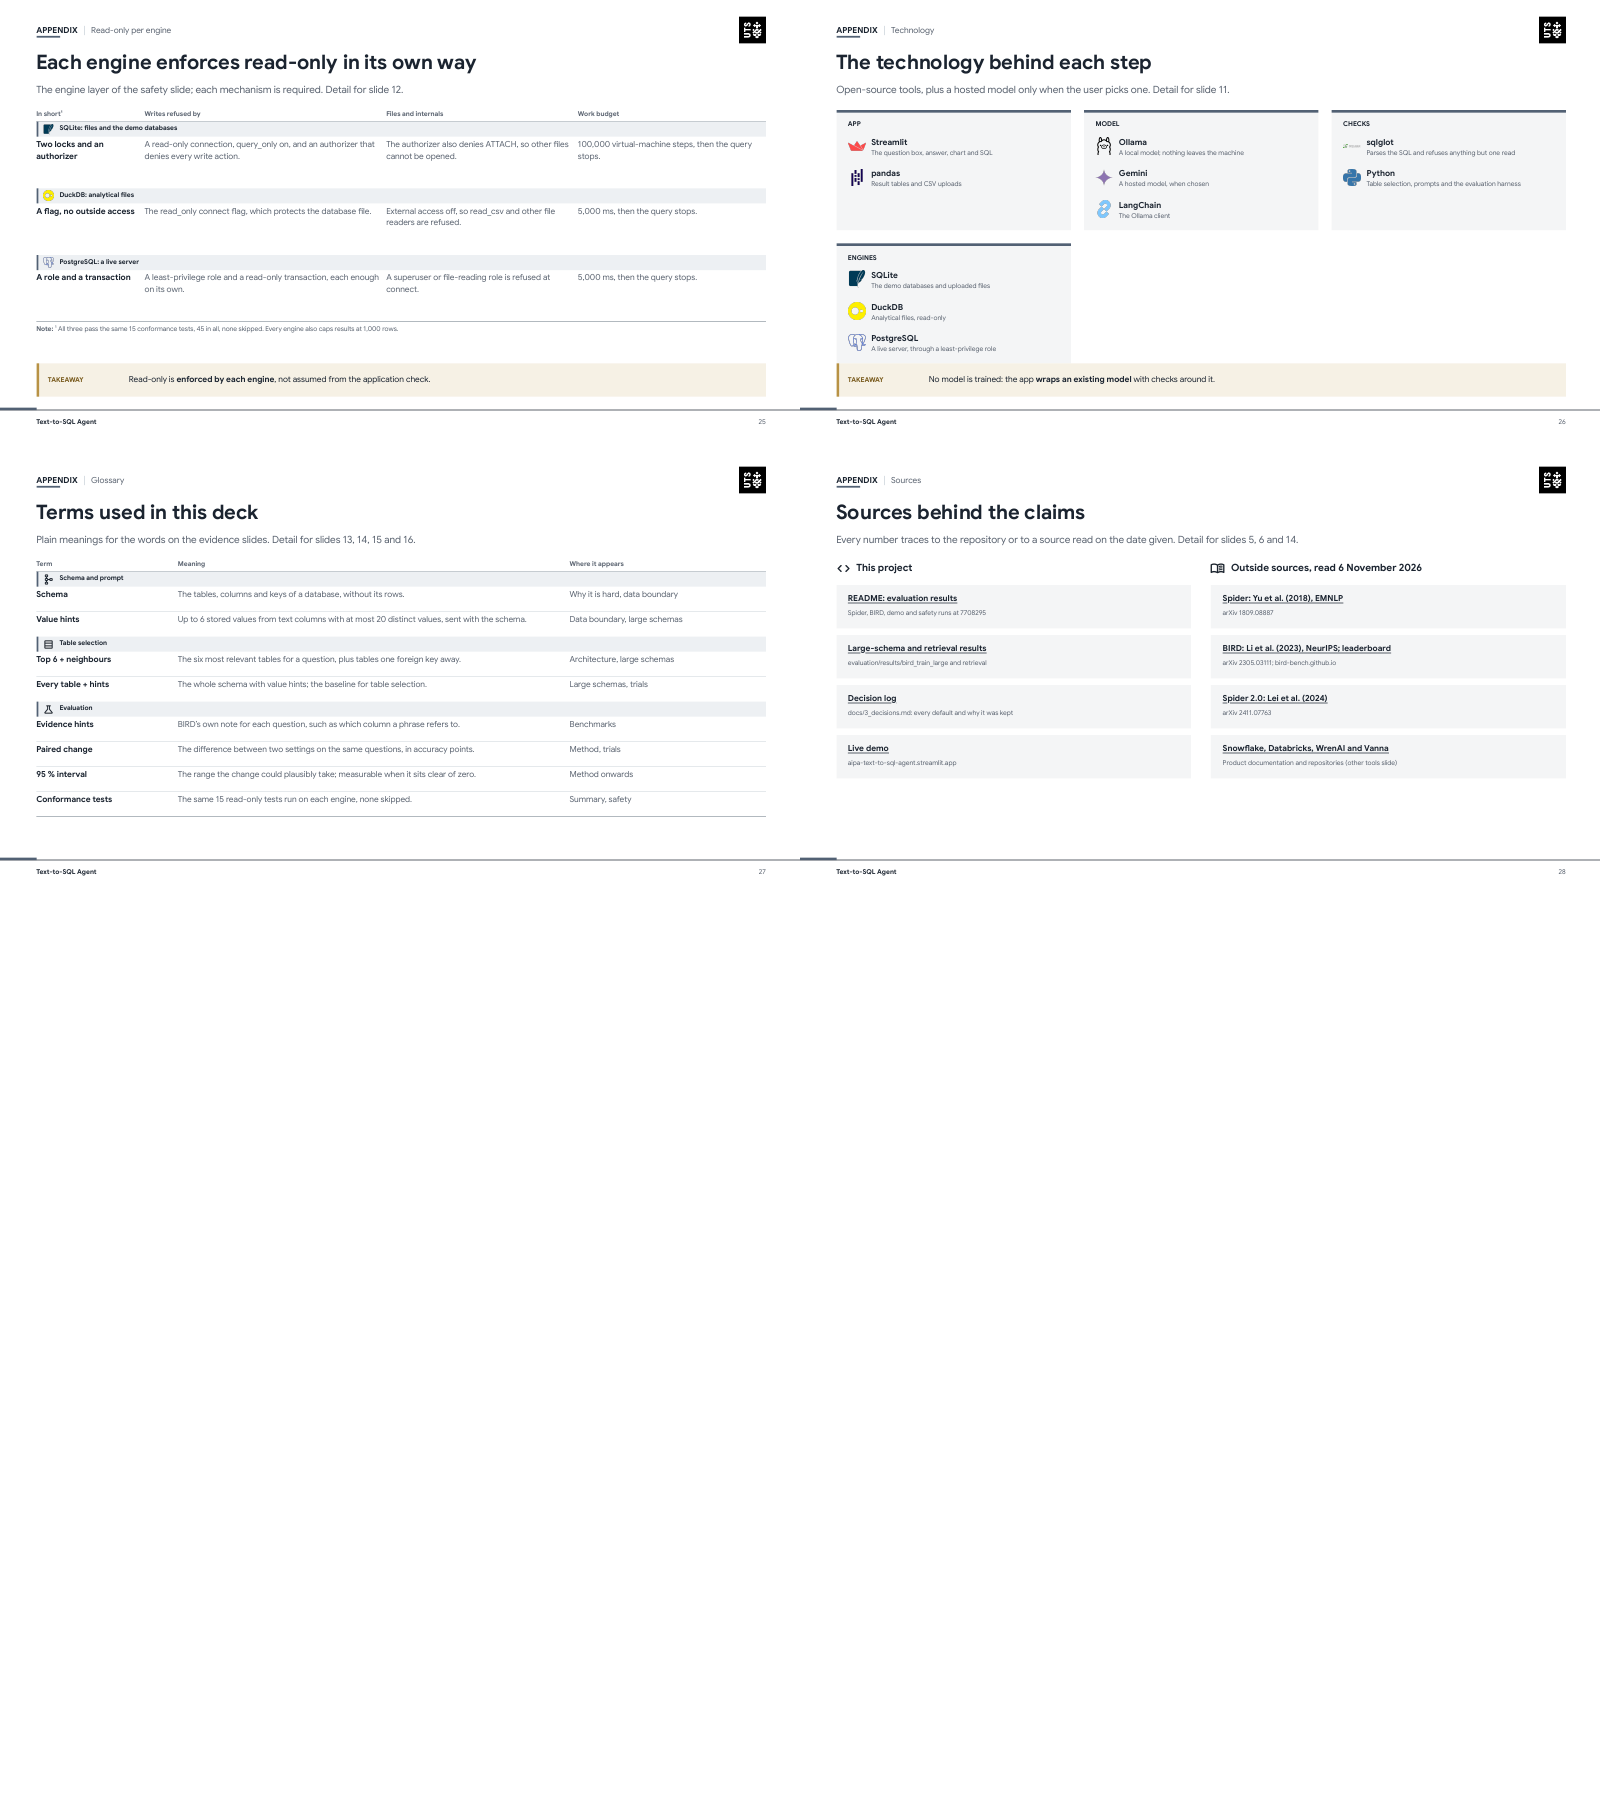 APPENDIX | Read-only per engine
UTS
Each engine enforces read-only in its own way
The engine layer of the safety slide; each mechanism is required. Detail for slide 12.
In short¹ Writes refused by Files and internals Work budget
SQLite: files and the demo databases
Two locks and an authorizer
A read-only connection, query_only on, and an authorizer that denies every write action.
The authorizer also denies ATTACH, so other files cannot be opened.
100,000 virtual-machine steps, then the query stops.
DuckDB: analytical files
A flag, no outside access
The read_only connect flag, which protects the database file.
External access off, so read_csv and other file readers are refused.
5,000 ms, then the query stops.
PostgreSQL: a live server
A role and a transaction
A least-privilege role and a read-only transaction, each enough on its own.
A superuser or file-reading role is refused at connect.
5,000 ms, then the query stops.
Note: ¹ All three pass the same 15 conformance tests, 45 in all, none skipped. Every engine also caps results at 1,000 rows.
TAKEAWAY Read-only is enforced by each engine, not assumed from the application check.
Text-to-SQL Agent 25
APPENDIX | Technology
UTS
The technology behind each step
Open-source tools, plus a hosted model only when the user picks one. Detail for slide 11.
APP
Streamlit
The question box, answer, chart and SQL
pandas
Result tables and CSV uploads
MODEL
Ollama
A local model; nothing leaves the machine
Gemini
A hosted model, when chosen
LangChain
The Ollama client
CHECKS
sqlglot
Parses the SQL and refuses anything but one read
Python
Table selection, prompts and the evaluation harness
ENGINES
SQLite
The demo databases and uploaded files
DuckDB
Analytical files, read-only
PostgreSQL
A live server, through a least-privilege role
TAKEAWAY No model is trained: the app wraps an existing model with checks around it.
Text-to-SQL Agent 26
APPENDIX | Glossary
UTS
Terms used in this deck
Plain meanings for the words on the evidence slides. Detail for slides 13, 14, 15 and 16.
Term Meaning Where it appears
Schema and prompt
Schema The tables, columns and keys of a database, without its rows. Why it is hard, data boundary
Value hints Up to 6 stored values from text columns with at most 20 distinct values, sent with the schema. Data boundary, large schemas
Table selection
Top 6 + neighbours The six most relevant tables for a question, plus tables one foreign key away. Architecture, large schemas
Every table + hints The whole schema with value hints; the baseline for table selection. Large schemas, trials
Evaluation
Evidence hints BIRD's own note for each question, such as which column a phrase refers to. Benchmarks
Paired change The difference between two settings on the same questions, in accuracy points. Method, trials
95 % interval The range the change could plausibly take; measurable when it sits clear of zero. Method onwards
Conformance tests The same 15 read-only tests run on each engine, none skipped. Summary, safety
Text-to-SQL Agent 27
APPENDIX | Sources
UTS
Sources behind the claims
Every number traces to the repository or to a source read on the date given. Detail for slides 5, 6 and 14.
This project
README: evaluation results
Spider, BIRD, demo and safety runs at 7708295
Large-schema and retrieval results
evaluation/results/bird_train_large and retrieval
Decision log
docs/3_decisions.md: every default and why it was kept
Live demo
aipa-text-to-sql-agent.streamlit.app
Outside sources, read 6 November 2026
Spider: Yu et al. (2018), EMNLP
arXiv 1809.08887
BIRD: Li et al. (2023), NeurIPS; leaderboard
arXiv 2305.03111; bird-bench.github.io
Spider 2.0: Lei et al. (2024)
arXiv 2411.07763
Snowflake, Databricks, WrenAI and Vanna
Product documentation and repositories (other tools slide)
Text-to-SQL Agent 28